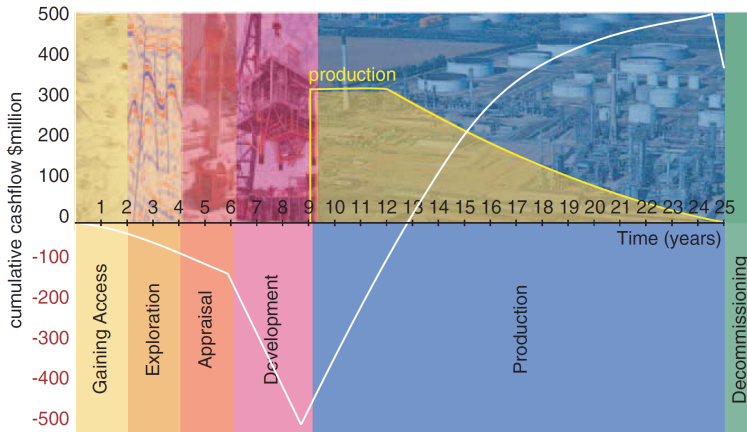 500
400
300
200
100
0
-100
-200
-300
-400
-500
cumulative cashflow $million
production
1 2 3 4 5 6 7 8 9 10 11 12 13 14 15 16 17 18 19 20 21 22 23 24 25
Time (years)
Gaining Access
Exploration
Appraisal
Development
Production
Decommissioning